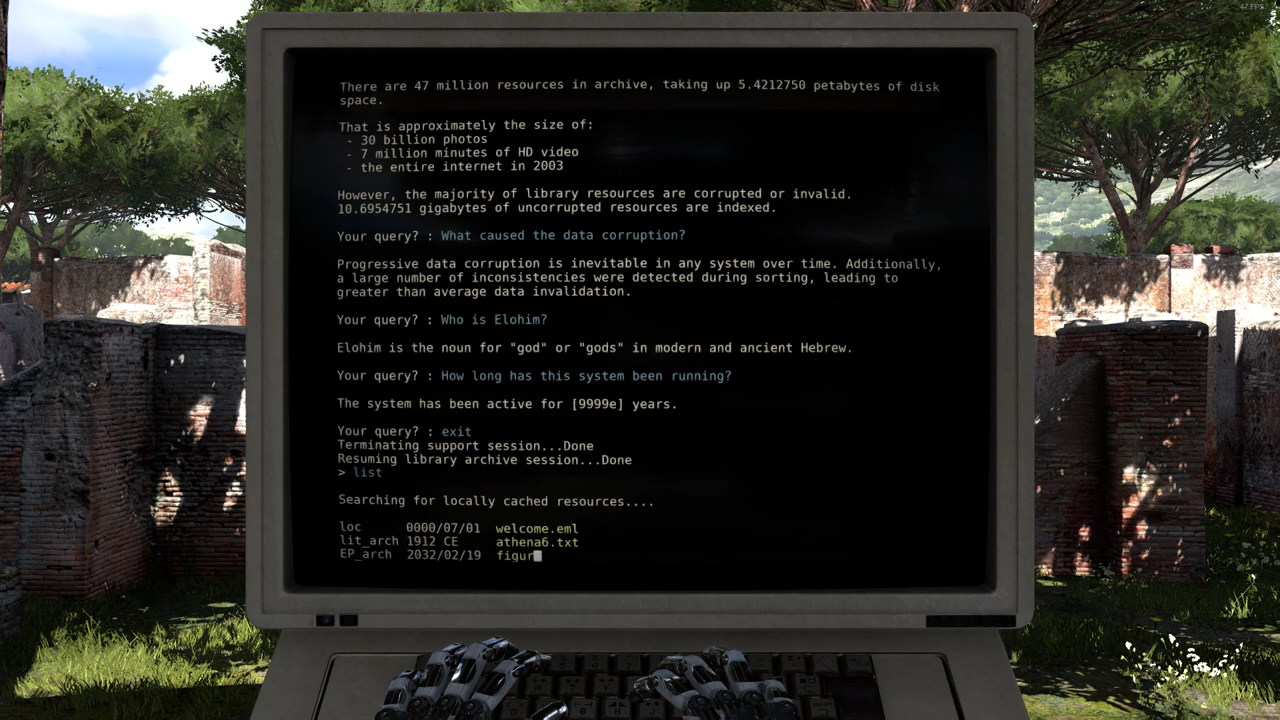 47 FPS
There are 47 million resources in archive, taking up 5.4212750 petabytes of disk
space.
That is approximately the size of:
- 30 billion photos
- 7 million minutes of HD video
- the entire internet in 2003
However, the majority of library resources are corrupted or invalid.
10.6954751 gigabytes of uncorrupted resources are indexed.
Your query? : What caused the data corruption?
Progressive data corruption is inevitable in any system over time. Additionally,
a large number of inconsistencies were detected during sorting, leading to
greater than average data invalidation.
Your query? : Who is Elohim?
Elohim is the noun for "god" or "gods" in modern and ancient Hebrew.
Your query? : How long has this system been running?
The system has been active for [9999e] years.
Your query? : exit
Terminating support session...Done
Resuming library archive session...Done
> list
Searching for locally cached resources....
loc 0000/07/01 welcome.eml
lit_arch 1912 CE athena6.txt
EP_arch 2032/02/19 figur